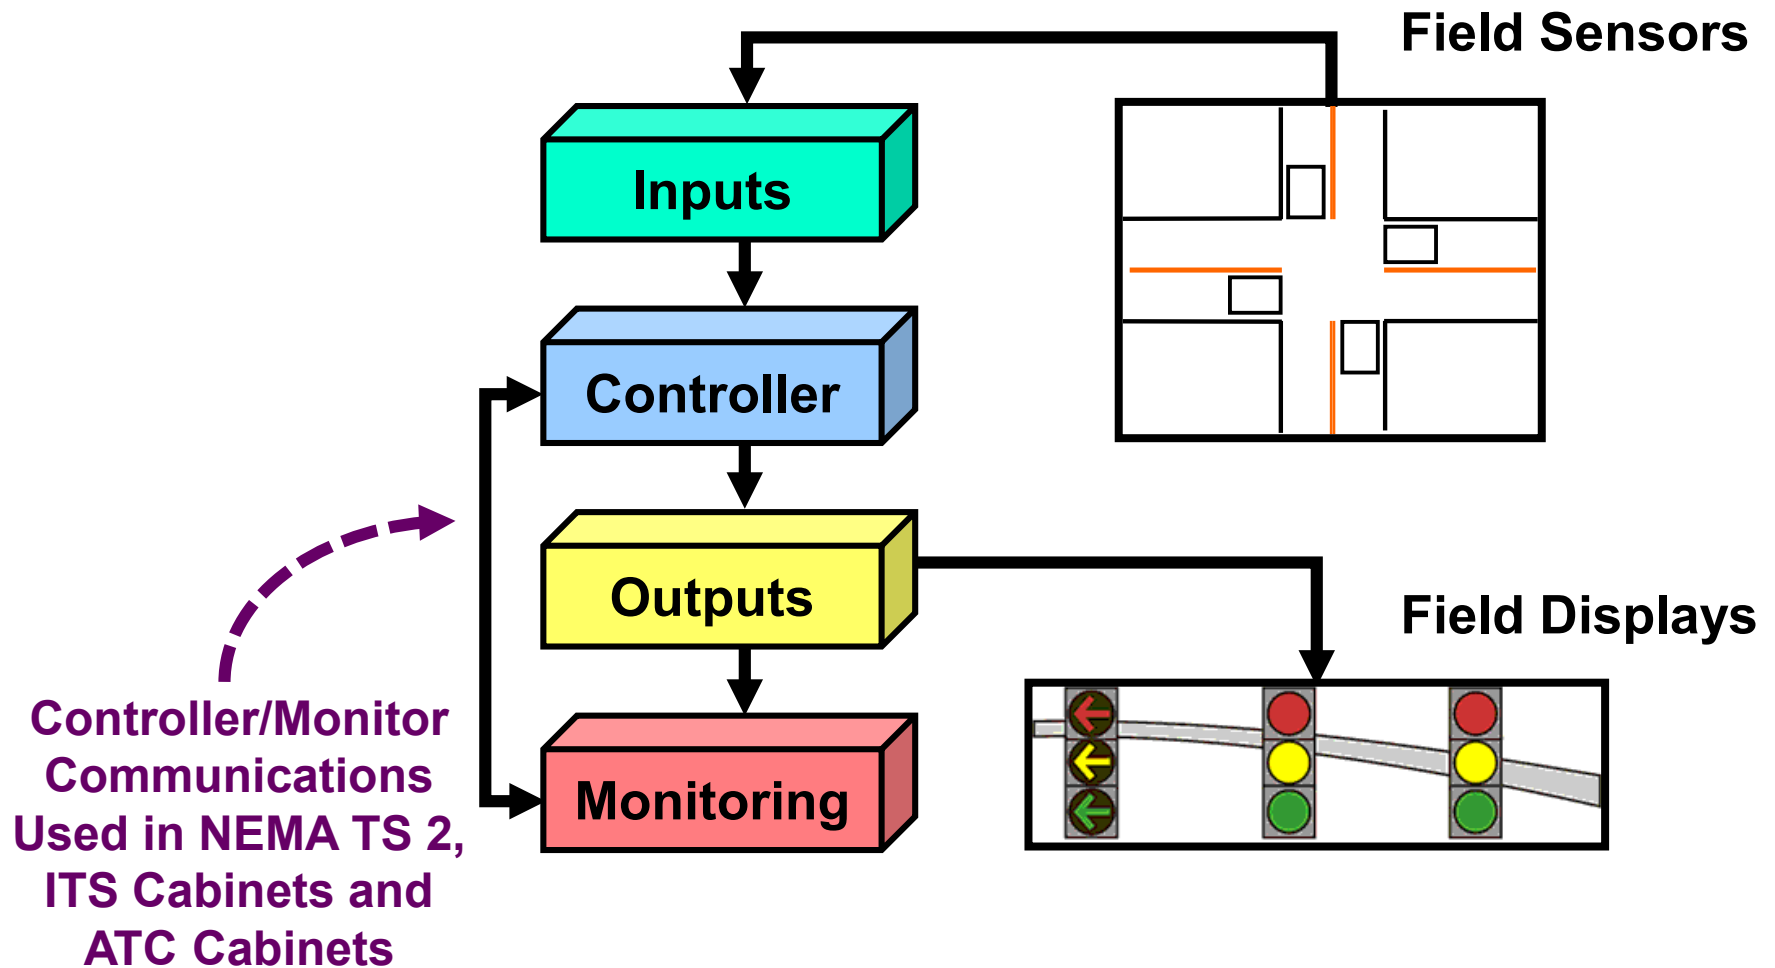 Field Sensors
Inputs
Controller
Outputs
Field Displays
Monitoring
Controller/Monitor
Communications
Used in NEMA TS 2,
ITS Cabinets and
ATC Cabinets